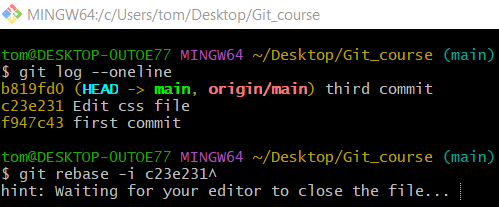 MINGW64:/c/Users/tom/Desktop/Git_course
tom@DESKTOP-OUTOE77 MINGW64 ~/Desktop/Git_course (main)
$ git log --oneline
b819fd0 (HEAD -> main, origin/main) third commit
c23e231 Edit css file
f947c43 first commit
tom@DESKTOP-OUTOE77 MINGW64 ~/Desktop/Git_course (main)
$ git rebase -i c23e231^
hint: Waiting for your editor to close the file...